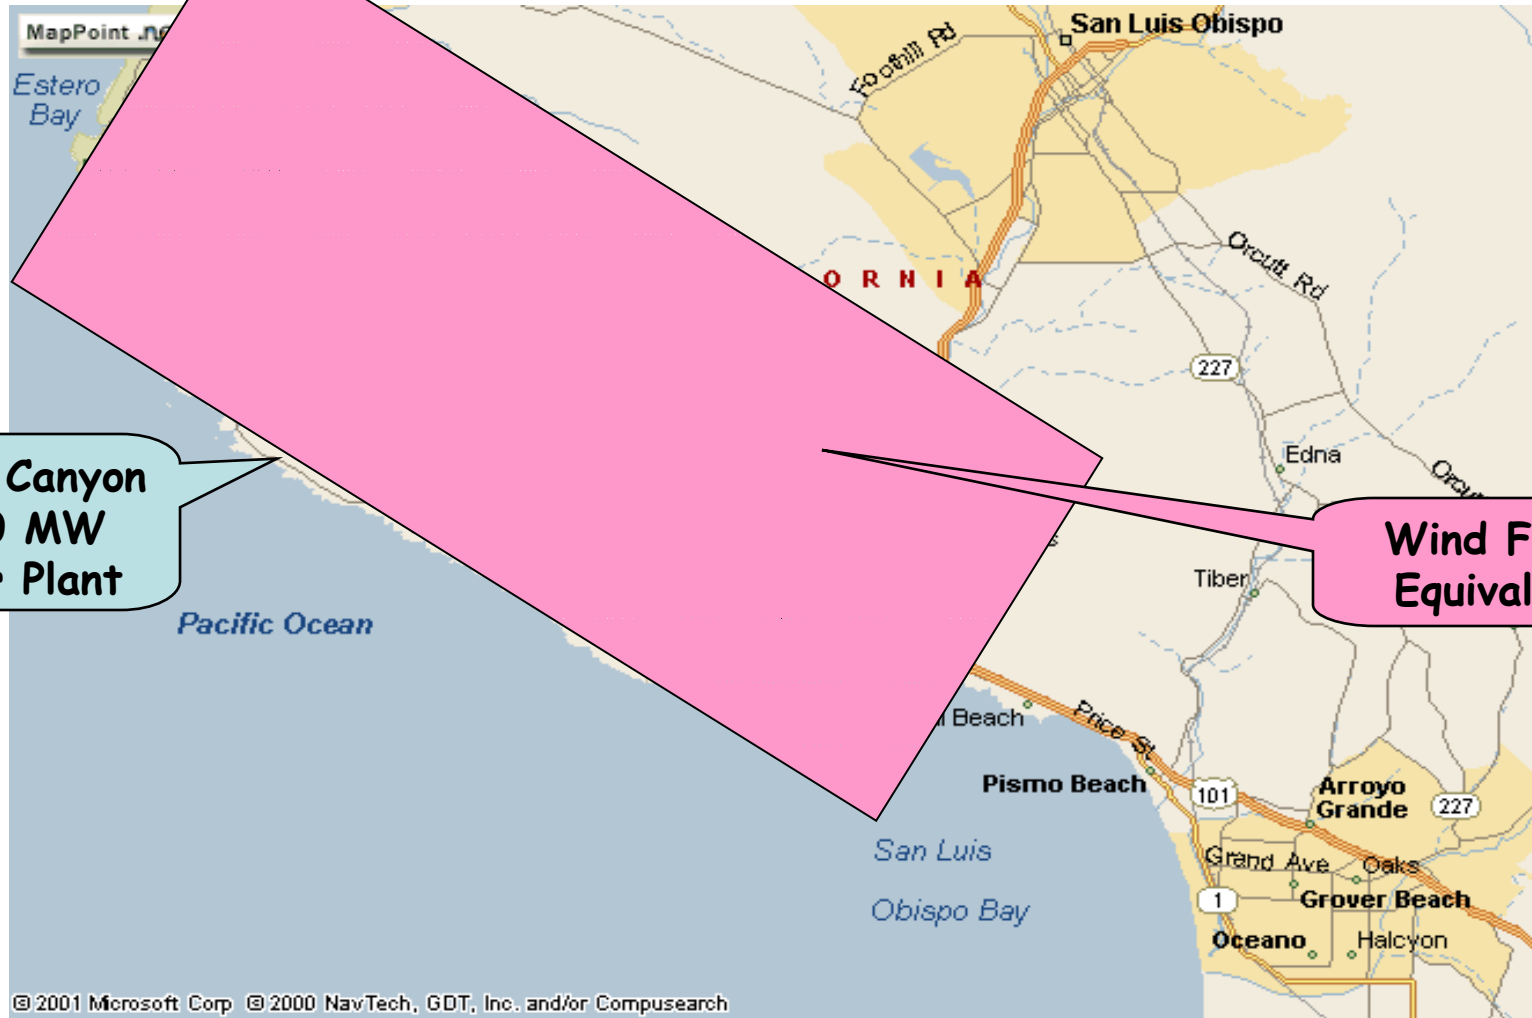 MapPoint .ne
San Luis Obispo
Foothill Rd
Estero
Bay
O R N I A
Orcutt Rd
227
Edna
Canyon
MW
Plant
Wind F
Equival
Tiber
Pacific Ocean
l Beach
Price St
Pismo Beach
101
Arroyo
Grande
227
San Luis
Obispo Bay
Grand Ave
Oaks
1
Grover Beach
Oceano
Halcyon
© 2001 Microsoft Corp © 2000 NavTech, GDT, Inc. and/or Compusearch